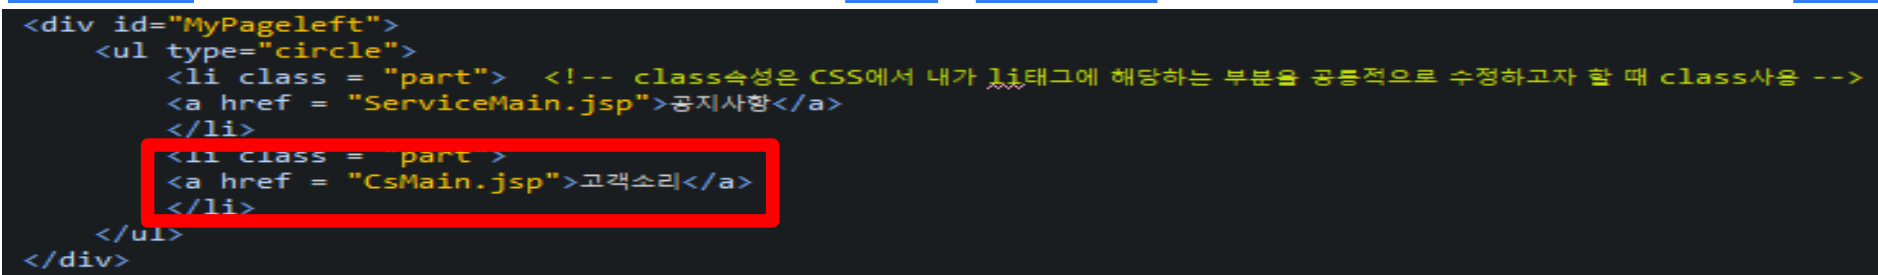 <div id="MyPageleft">
<ul type="circle">
<li class = "part"> <!-- class속성은 CSS에서 내가 li태그에 해당하는 부분을 공통적으로 수정하고자 할 때 class사용 -->
<a href = "ServiceMain.jsp">공지사항</a>
</li>
<li class = "part">
<a href = "CsMain.jsp">고객소리</a>
</li>
</ul>
</div>